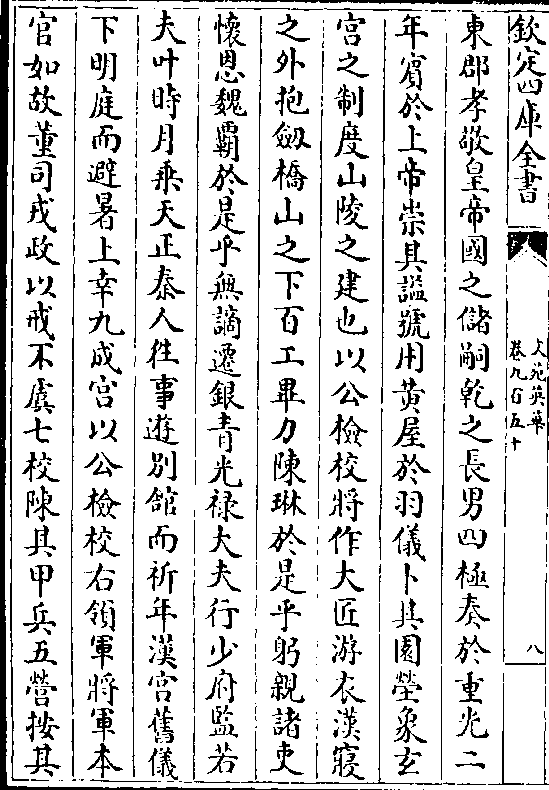 欽定四庫全書
文苑英華
卷九百五十
八
東郡孝敬皇帝國之儲嗣乾之長男四極奏於重光二
年賔於上帝崇其諡號用黄屋於羽儀卜其園塋象玄
宫之制度山陵之建也以公檢校將作大匠游衣漢寢
之外抱劔橋山之下百工畢力陳琳於是乎躬親諸吏
懐恩魏霸於是乎無謫遷銀青光禄大夫行少府監若
夫叶時月乗天正泰人徃事遊别舘而祈年漢宫舊儀
下明庭而避暑上幸九成宫以公檢校右領軍將軍本
官如故董司戎政以戒不虞七校陳其甲兵五營按其